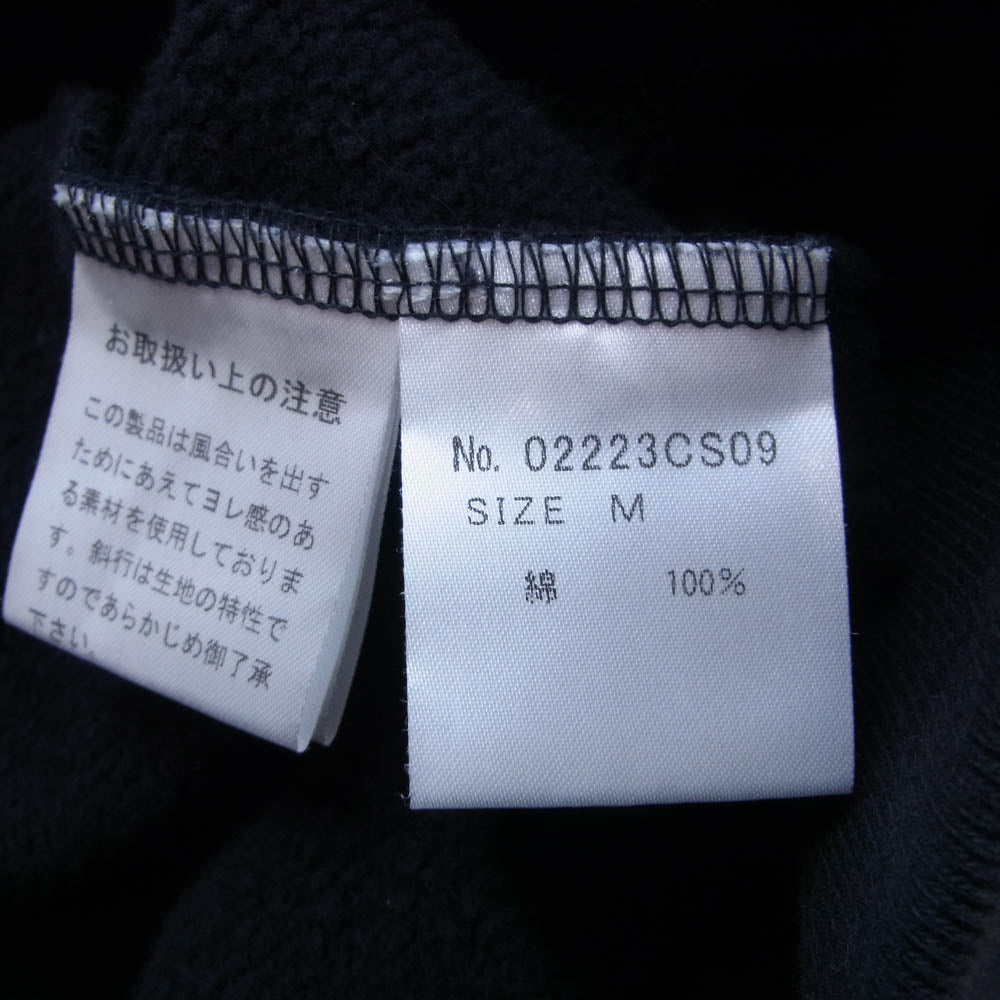 お取扱い上の注意
この製品は風合いを出す
ためにあえてヨレ感のあ
る素材を使用しておりま
す。斜行は生地の特性で
すのであらかじめ御了承
下さい。
No. 02223CS09
SIZE M
綿 100%